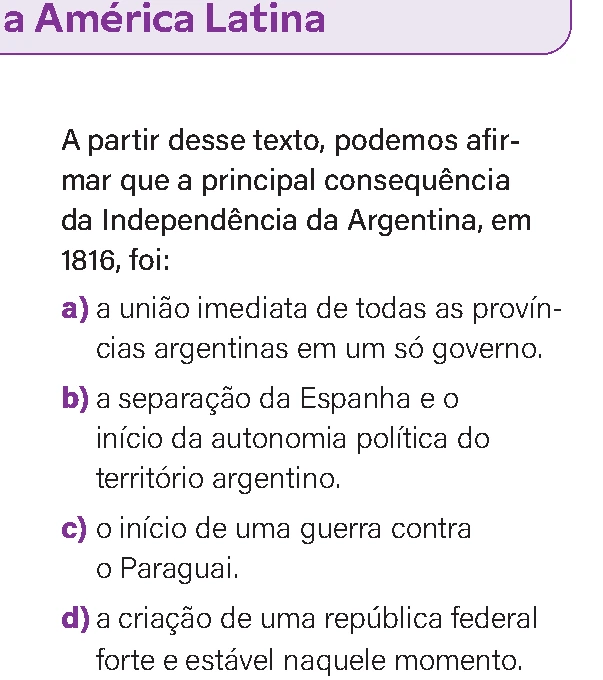 a América Latina
A partir desse texto, podemos afir-
mar que a principal consequência
da Independência da Argentina, em
1816, foi:
a) a união imediata de todas as provín-
cias argentinas em um só governo.
b) a separação da Espanha e o
início da autonomia política do
território argentino.
c) o início de uma guerra contra
o Paraguai.
d) a criação de uma república federal
forte e estável naquele momento.